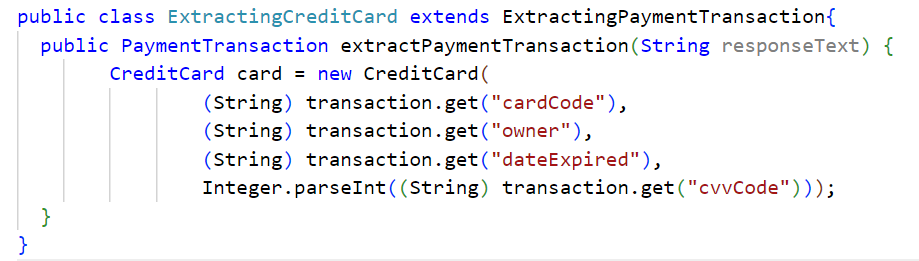 public class ExtractingCreditCard extends ExtractingPaymentTransaction{
public PaymentTransaction extractPaymentTransaction(String responseText) {
CreditCard card = new CreditCard(
(String) transaction.get("cardCode"),
(String) transaction.get("owner"),
(String) transaction.get("dateExpired"),
Integer.parseInt((String) transaction.get("cvvCode")));
}
}